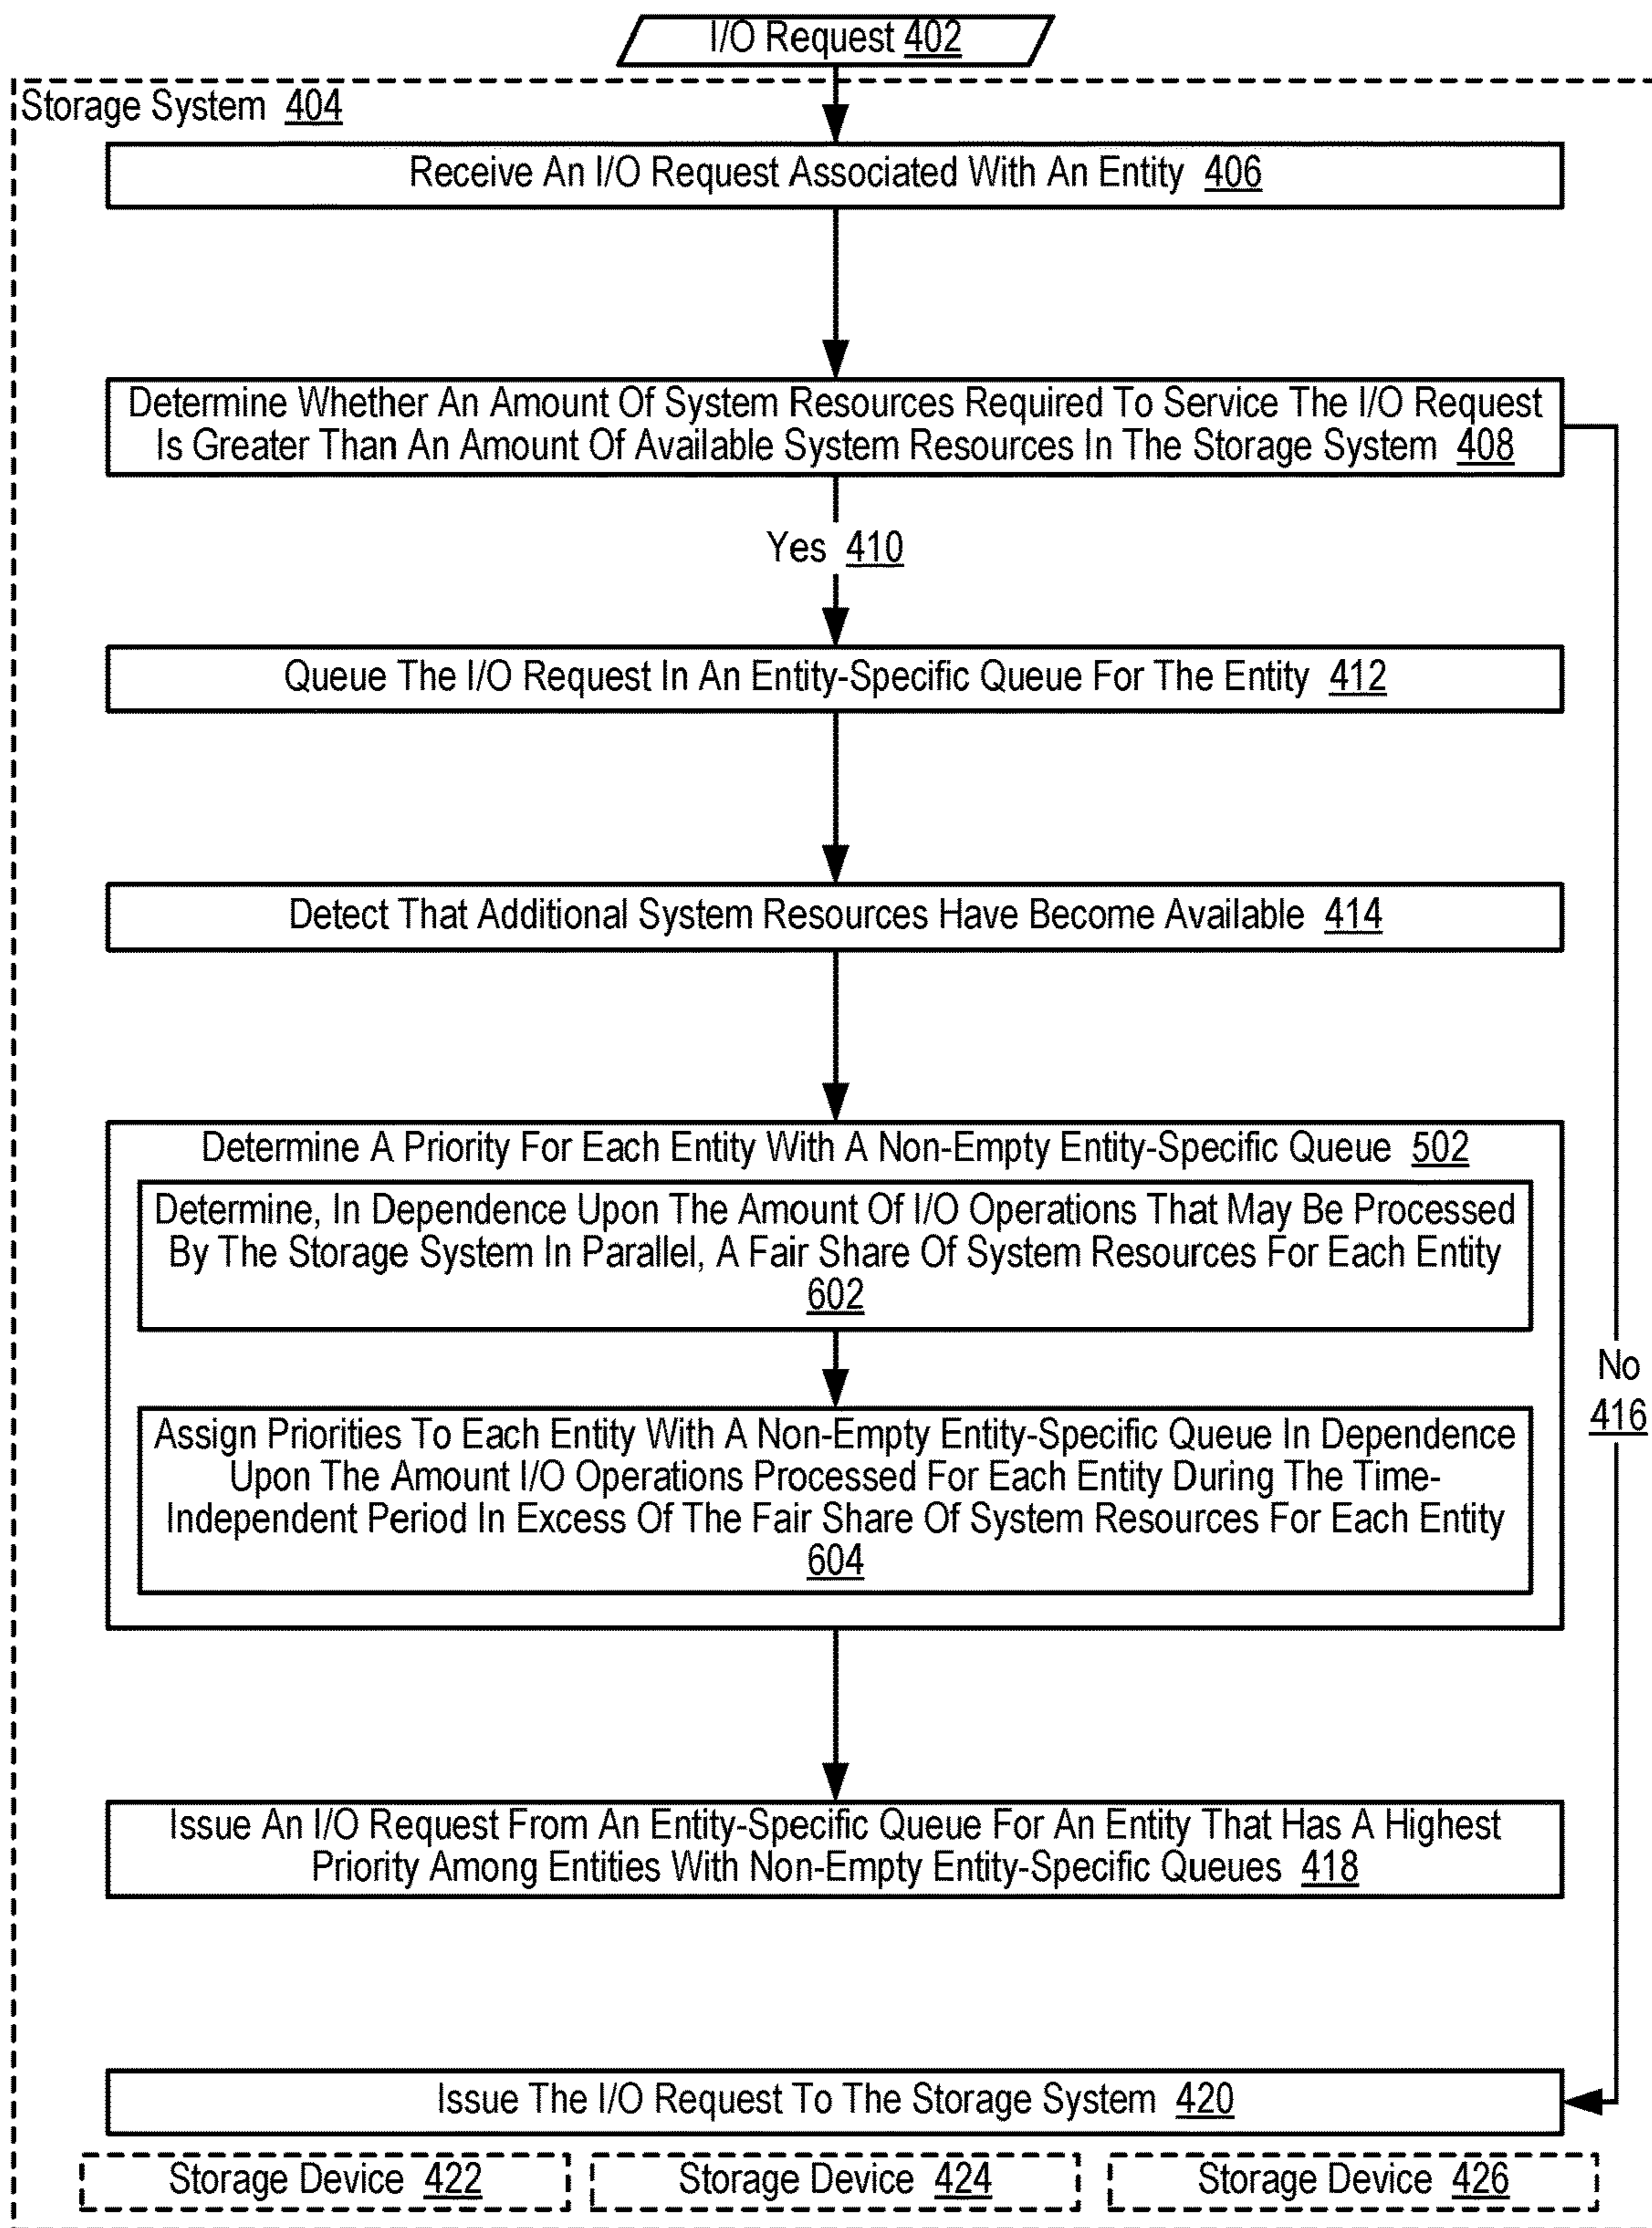 I/O Request 402
Storage System 404
Receive An I/O Request Associated With An Entity 406
Determine Whether An Amount Of System Resources Required To Service The I/O Request
Is Greater Than An Amount Of Available System Resources In The Storage System 408
Yes 410
Queue The I/O Request In An Entity-Specific Queue For The Entity 412
Detect That Additional System Resources Have Become Available 414
Determine A Priority For Each Entity With A Non-Empty Entity-Specific Queue 502
Determine, In Dependence Upon The Amount Of I/O Operations That May Be Processed
By The Storage System In Parallel, A Fair Share Of System Resources For Each Entity
602
No
416
Assign Priorities To Each Entity With A Non-Empty Entity-Specific Queue In Dependence
Upon The Amount I/O Operations Processed For Each Entity During The Time-
Independent Period In Excess Of The Fair Share Of System Resources For Each Entity
604
Issue An I/O Request From An Entity-Specific Queue For An Entity That Has A Highest
Priority Among Entities With Non-Empty Entity-Specific Queues 418
Issue The I/O Request To The Storage System 420
Storage Device 422
Storage Device 424
Storage Device 426